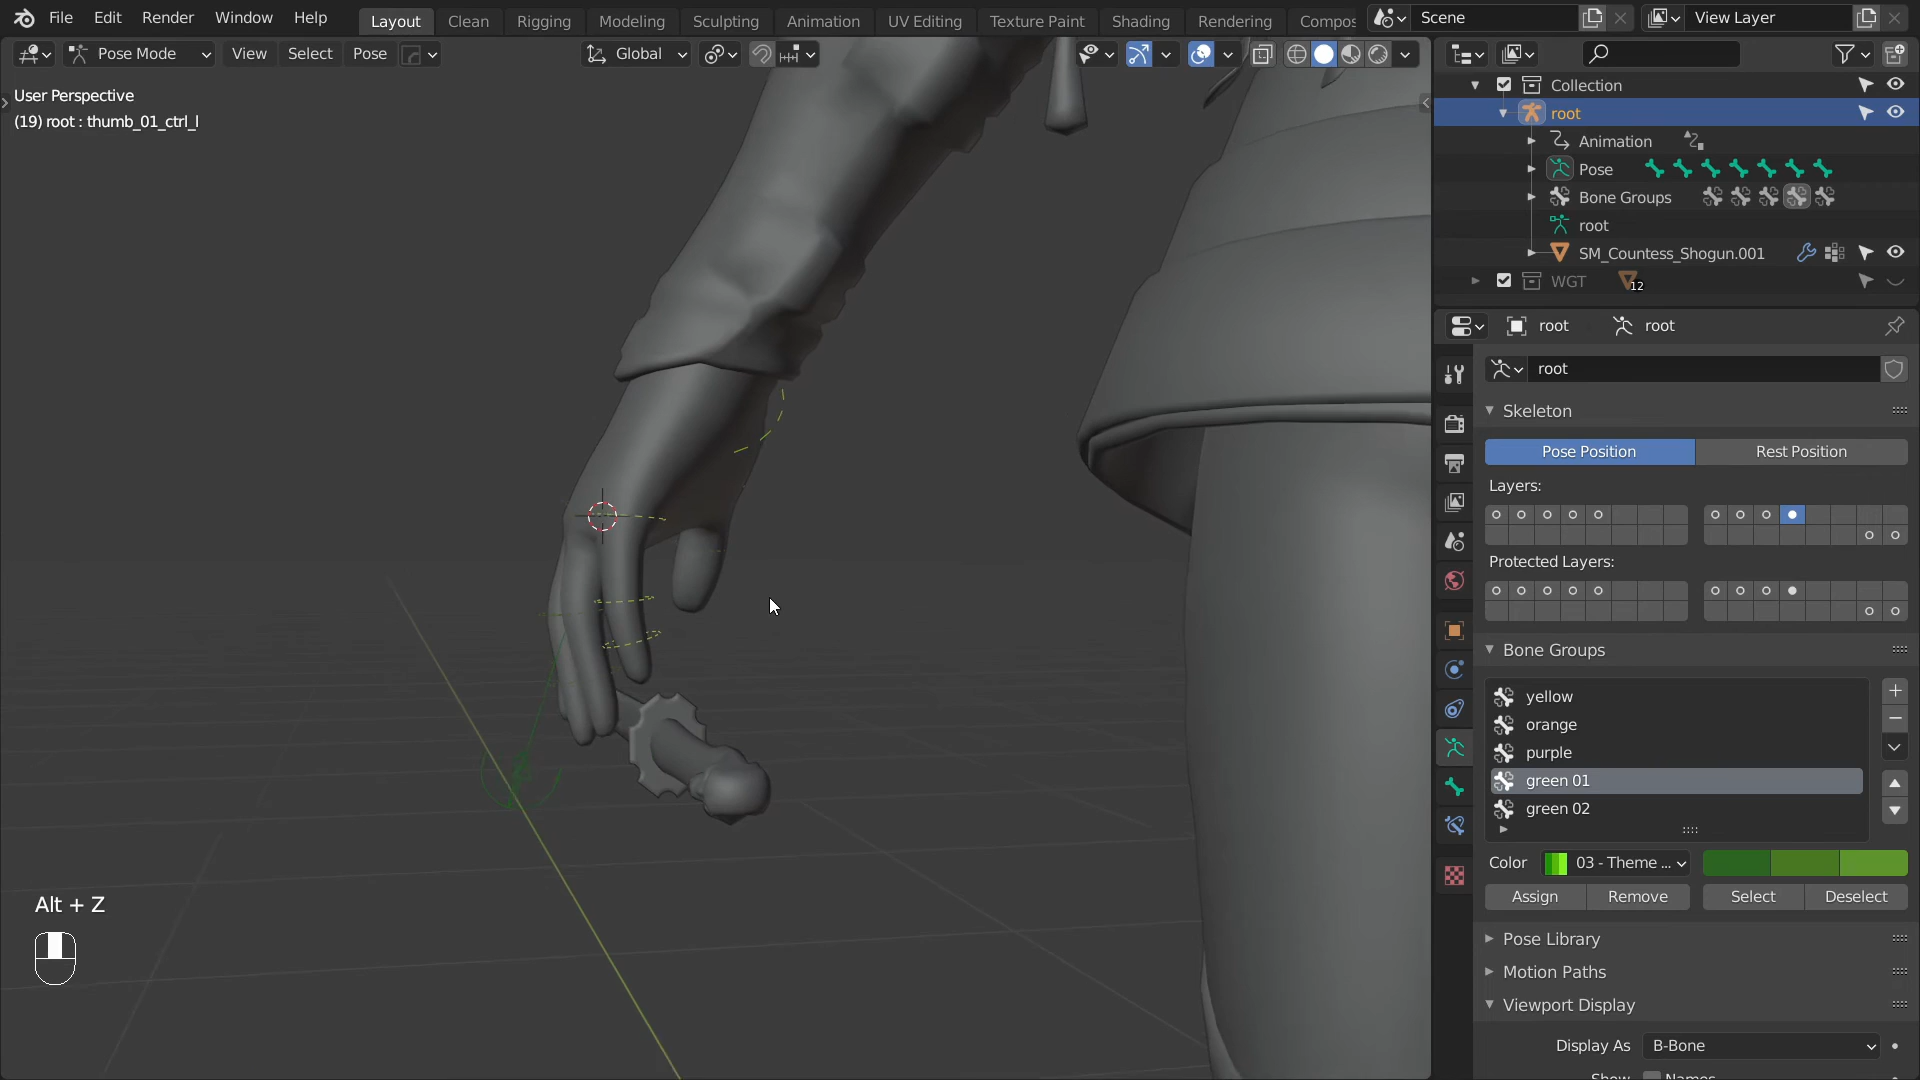 File Edit Render Window Help Layout Clean Rigging Modeling Sculpting Animation UV Editing Texture Paint Shading Rendering Compos Scene View Layer
Pose Mode View Select Pose Global
User Perspective
(19) root : thumb_01_ctrl_l
Collection
root
Animation
Pose
Bone Groups
root
SM_Countess_Shogun.001
WGT 12
root root
root
Skeleton
Pose Position Rest Position
Layers:
Protected Layers:
Bone Groups
yellow
orange
purple
green 01
green 02
Color 03 - Theme ...
Assign Remove Select Deselect
Pose Library
Motion Paths
Viewport Display
Display As B-Bone
Alt + Z